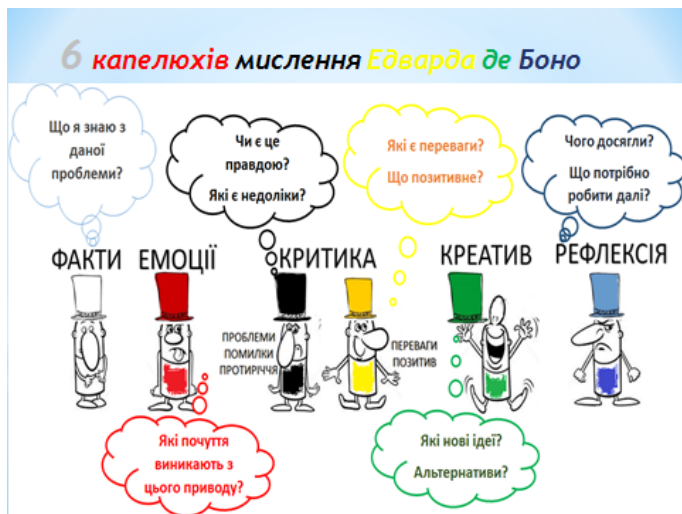 6 капелюхів мислення Едварда де Боно
Що я знаю з
даної
проблеми?
Чи є це
правдою?
Які є недоліки?
Які є переваги?
Що позитивне?
Чого досягли?
Що потрібно
робити далі?
ФАКТИ
ЕМОЦІЇ
КРИТИКА
КРЕАТИВ
РЕФЛЕКСІЯ
ПРОБЛЕМИ
ПОМИЛКИ
ПРОТИРІЧЧЯ
ПЕРЕВАГИ
ПОЗИТИВ
Які почуття
виникають з
цього приводу?
Які нові ідеї?
Альтернативи?